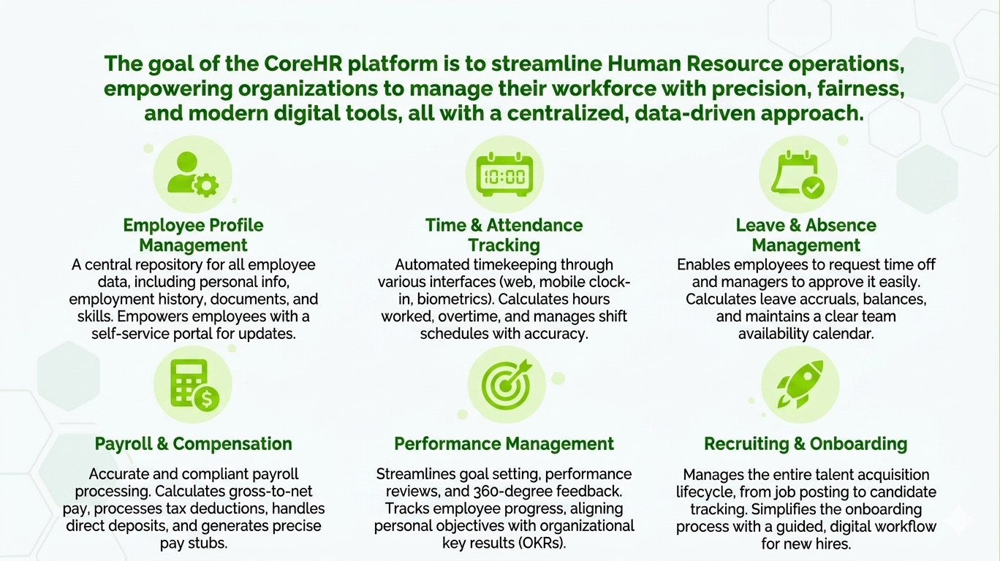 The goal of the CoreHR platform is to streamline Human Resource operations,
empowering organizations to manage their workforce with precision, fairness,
and modern digital tools, all with a centralized, data-driven approach.
Employee Profile
Management
A central repository for all employee
data, including personal info,
employment history, documents, and
skills. Empowers employees with a
self-service portal for updates.
10:00
Time & Attendance
Tracking
Automated timekeeping through
various interfaces (web, mobile clock-
in, biometrics). Calculates hours
worked, overtime, and manages shift
schedules with accuracy.
Leave & Absence
Management
Enables employees to request time off
and managers to approve it easily.
Calculates leave accruals, balances,
and maintains a clear team
availability calendar.
$
Payroll & Compensation
Accurate and compliant payroll
processing. Calculates gross-to-net
pay, processes tax deductions, handles
direct deposits, and generates precise
pay stubs.
Performance Management
Streamlines goal setting, performance
reviews, and 360-degree feedback.
Tracks employee progress, aligning
personal objectives with organizational
key results (OKRs).
Recruiting & Onboarding
Manages the entire talent acquisition
lifecycle, from job posting to candidate
tracking. Simplifies the onboarding
process with a guided, digital workflow
for new hires.